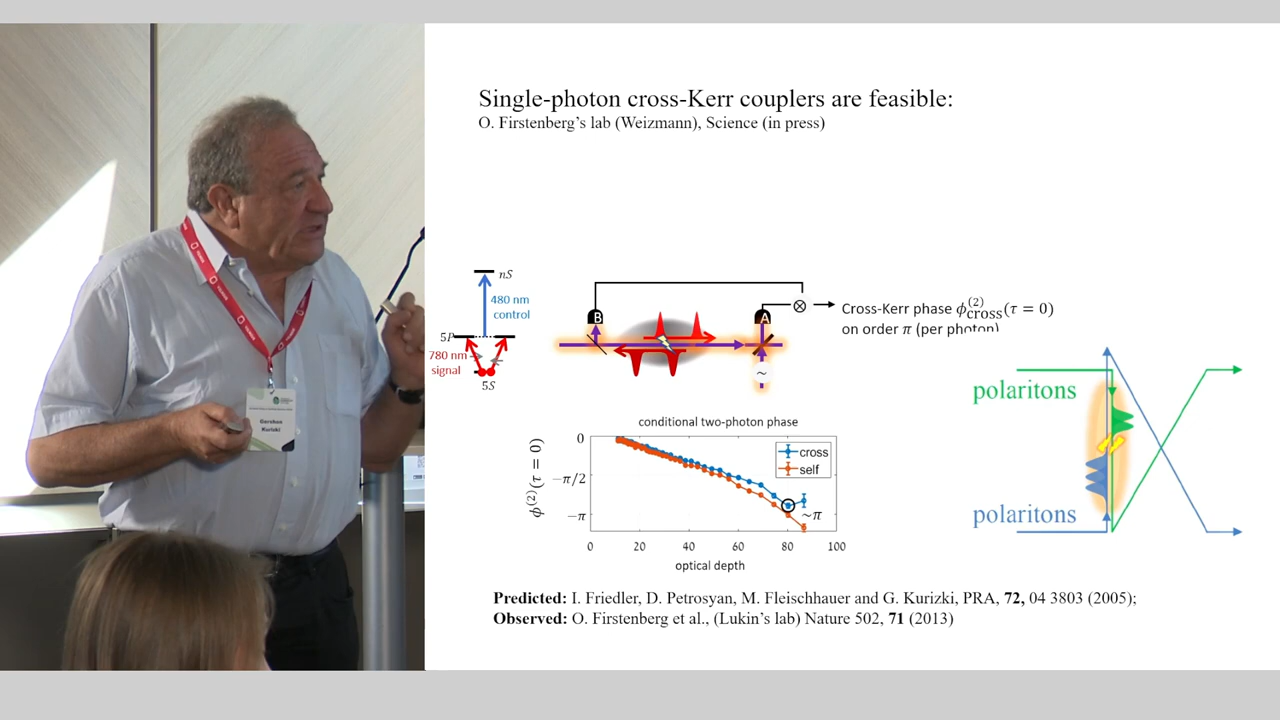 Single-photon cross-Kerr couplers are feasible:
O. Firstenberg's lab (Weizmann), Science (in press)
nS
480 nm
control
5P
780 nm
signal
5S
B
A
~
⊗
Cross-Kerr phase ϕ^(2)_cross(τ = 0)
on order π (per photon)
polaritons
polaritons
conditional two-photon phase
ϕ^(2)(τ = 0)
0
−π/2
−π
cross
self
~π
0 20 40 60 80 100
optical depth
Predicted: I. Friedler, D. Petrosyan, M. Fleischhauer and G. Kurizki, PRA, 72, 04 3803 (2005);
Observed: O. Firstenberg et al., (Lukin's lab) Nature 502, 71 (2013)
Gershon
Kurizki